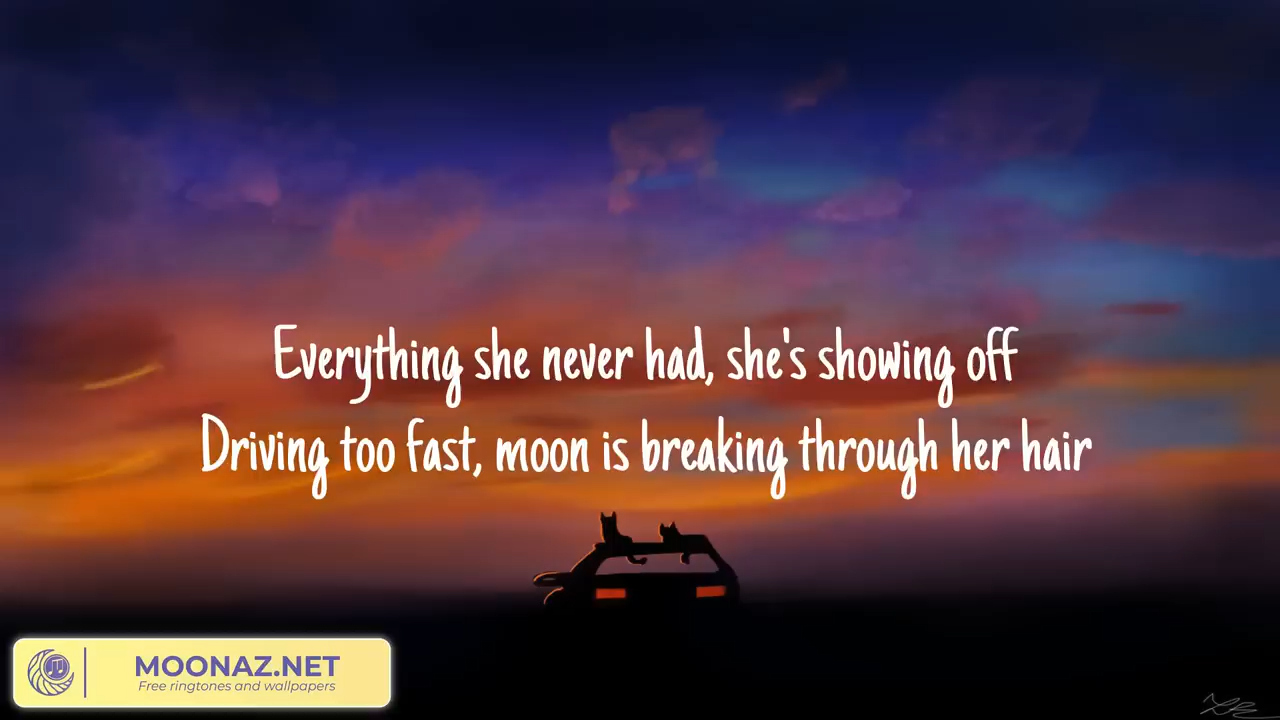 Everything she never had, she's showing off
Driving too fast, moon is breaking through her hair
MOONAZ.NET
Free ringtones and wallpapers